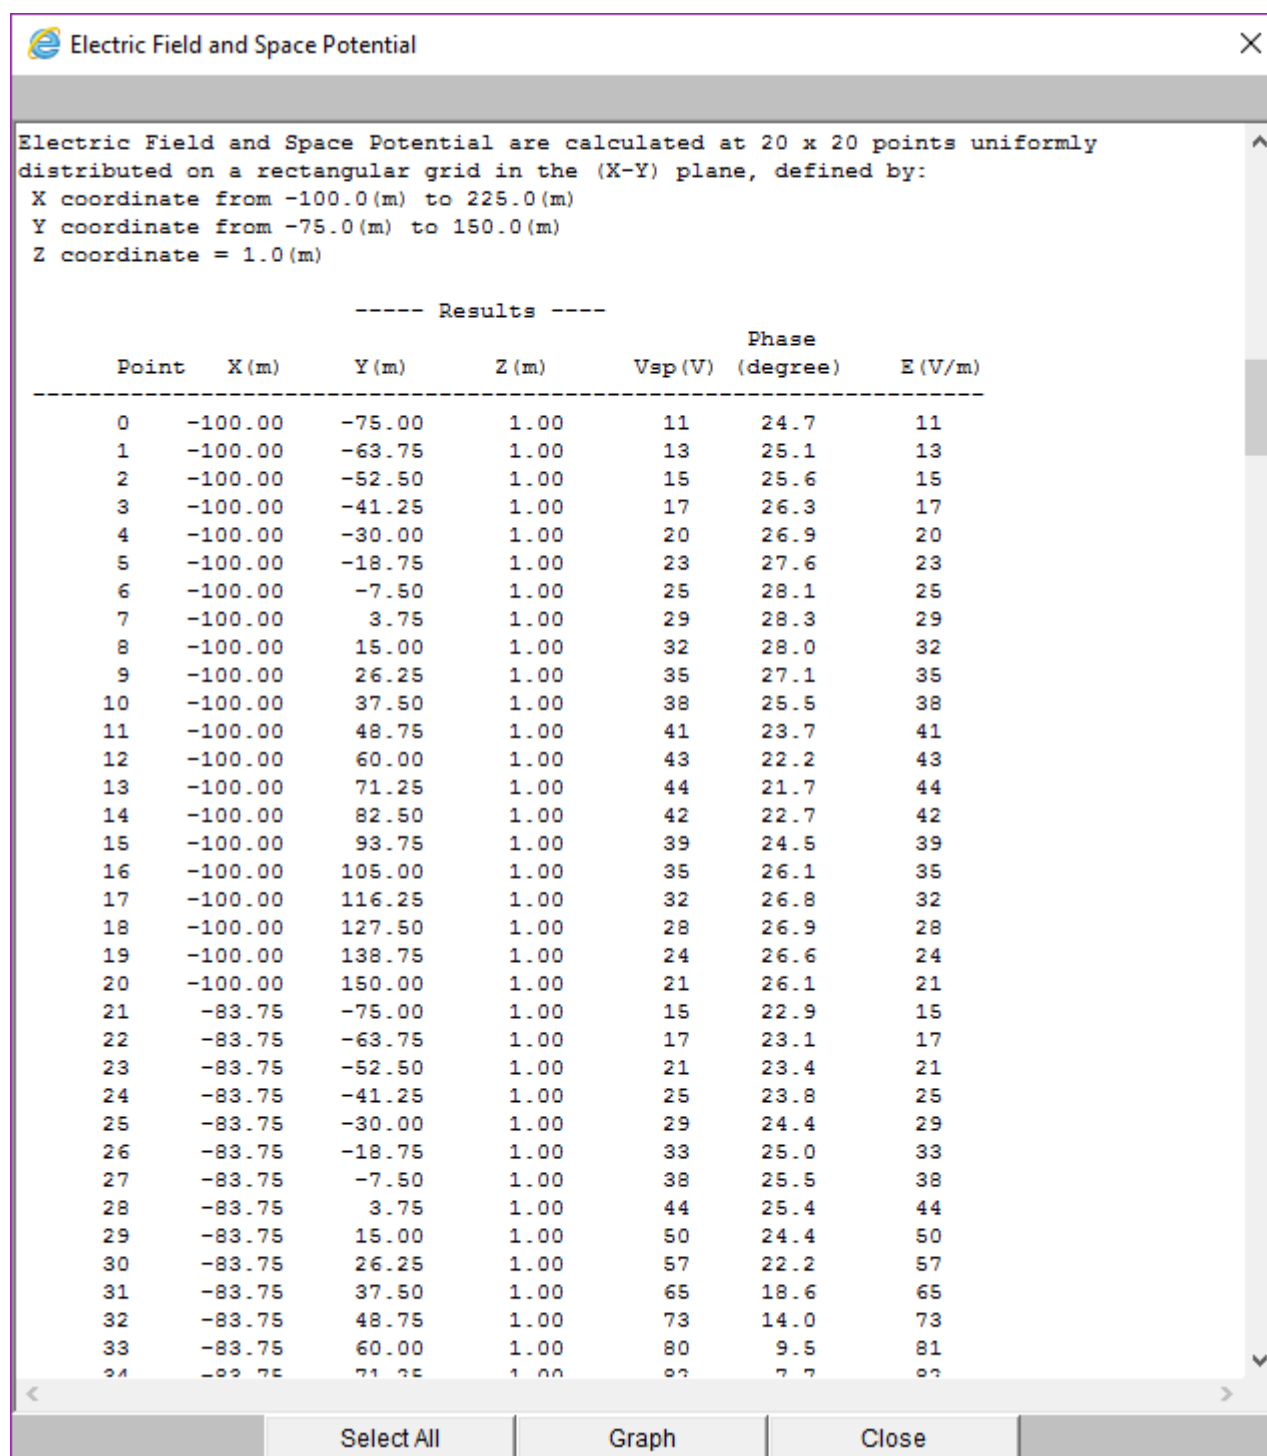 Electric Field and Space Potential
Electric Field and Space Potential are calculated at 20 x 20 points uniformly
distributed on a rectangular grid in the (X-Y) plane, defined by:
X coordinate from -100.0(m) to 225.0(m)
Y coordinate from -75.0(m) to 150.0(m)
Z coordinate = 1.0(m)
----- Results ----
Phase
Point X(m) Y(m) Z(m) Vsp(V) (degree) E(V/m)
--------------------------------------------------------------------
0 -100.00 -75.00 1.00 11 24.7 11
1 -100.00 -63.75 1.00 13 25.1 13
2 -100.00 -52.50 1.00 15 25.6 15
3 -100.00 -41.25 1.00 17 26.3 17
4 -100.00 -30.00 1.00 20 26.9 20
5 -100.00 -18.75 1.00 23 27.6 23
6 -100.00 -7.50 1.00 25 28.1 25
7 -100.00 3.75 1.00 29 28.3 29
8 -100.00 15.00 1.00 32 28.0 32
9 -100.00 26.25 1.00 35 27.1 35
10 -100.00 37.50 1.00 38 25.5 38
11 -100.00 48.75 1.00 41 23.7 41
12 -100.00 60.00 1.00 43 22.2 43
13 -100.00 71.25 1.00 44 21.7 44
14 -100.00 82.50 1.00 42 22.7 42
15 -100.00 93.75 1.00 39 24.5 39
16 -100.00 105.00 1.00 35 26.1 35
17 -100.00 116.25 1.00 32 26.8 32
18 -100.00 127.50 1.00 28 26.9 28
19 -100.00 138.75 1.00 24 26.6 24
20 -100.00 150.00 1.00 21 26.1 21
21 -83.75 -75.00 1.00 15 22.9 15
22 -83.75 -63.75 1.00 17 23.1 17
23 -83.75 -52.50 1.00 21 23.4 21
24 -83.75 -41.25 1.00 25 23.8 25
25 -83.75 -30.00 1.00 29 24.4 29
26 -83.75 -18.75 1.00 33 25.0 33
27 -83.75 -7.50 1.00 38 25.5 38
28 -83.75 3.75 1.00 44 25.4 44
29 -83.75 15.00 1.00 50 24.4 50
30 -83.75 26.25 1.00 57 22.2 57
31 -83.75 37.50 1.00 65 18.6 65
32 -83.75 48.75 1.00 73 14.0 73
33 -83.75 60.00 1.00 80 9.5 81
34 -83.75 71.25 1.00 7.7
Select All Graph Close